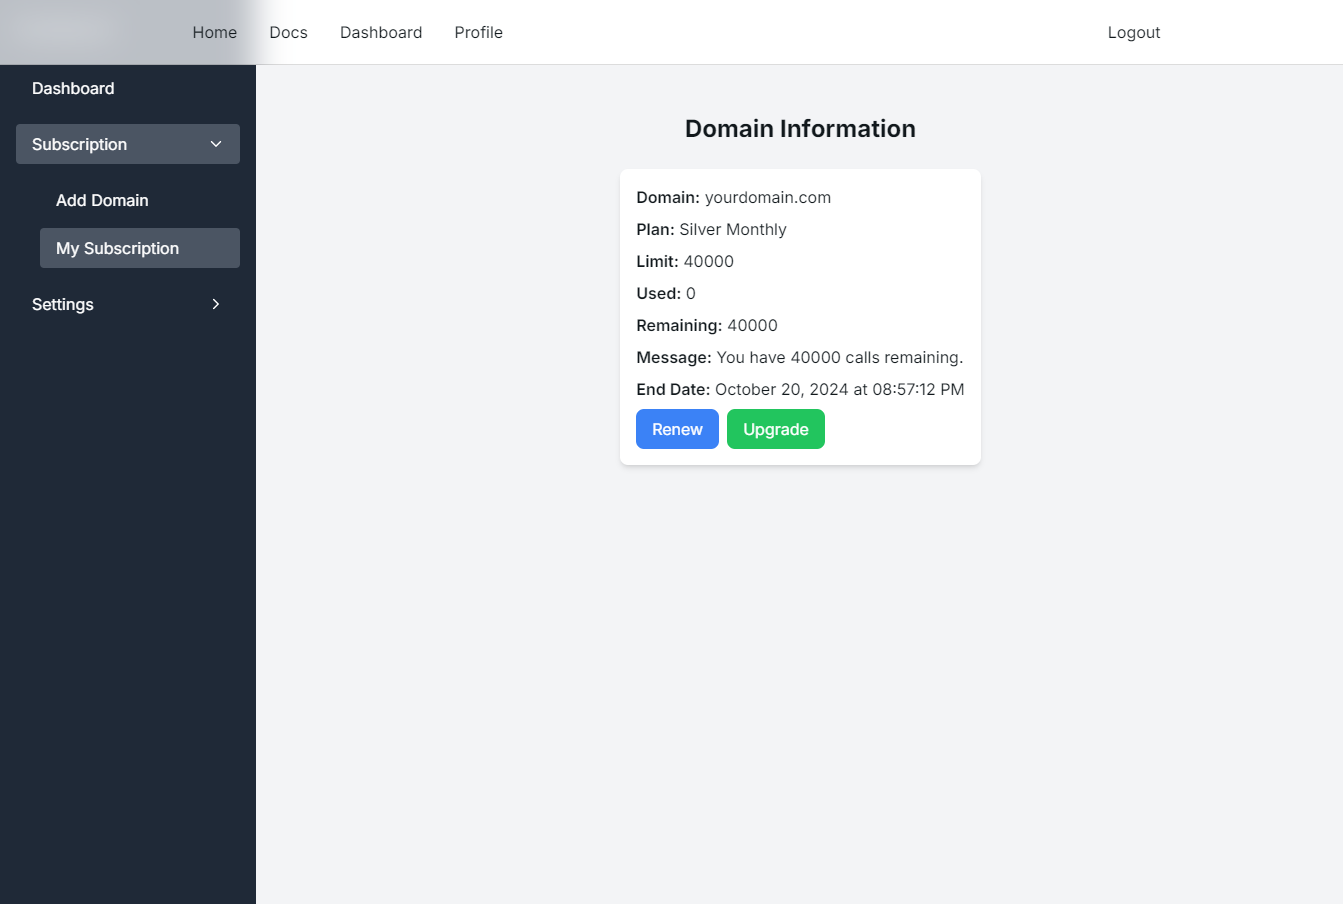 Home Docs Dashboard Profile Logout
Dashboard
Subscription
Add Domain
My Subscription
Settings
Domain Information
Domain: yourdomain.com
Plan: Silver Monthly
Limit: 40000
Used: 0
Remaining: 40000
Message: You have 40000 calls remaining.
End Date: October 20, 2024 at 08:57:12 PM
Renew Upgrade